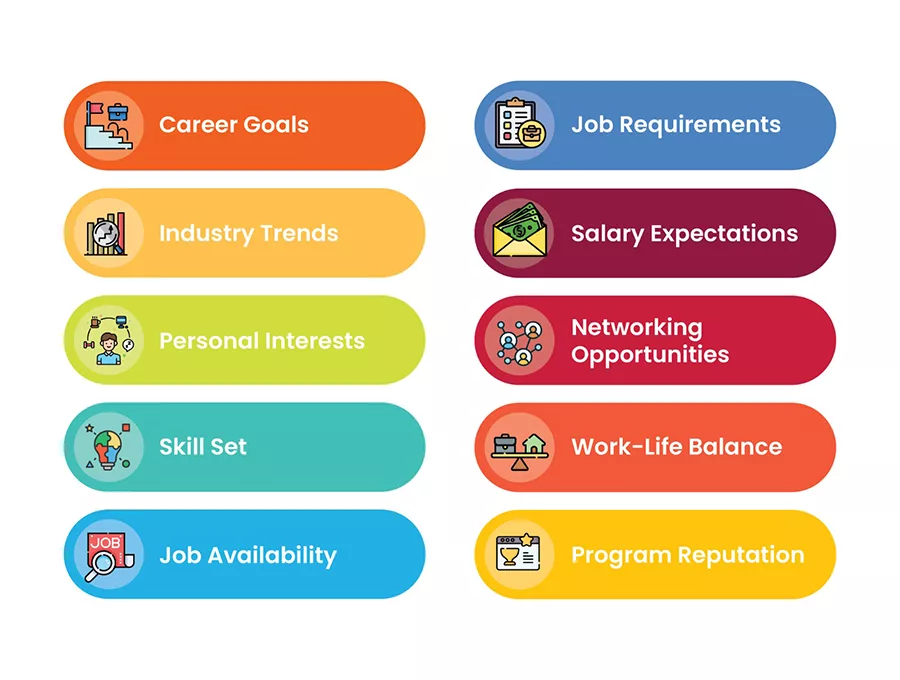 Career Goals
Industry Trends
Personal Interests
Skill Set
JOB
Job Availability
Job Requirements
Salary Expectations
Networking
Opportunities
Work-Life Balance
Program Reputation